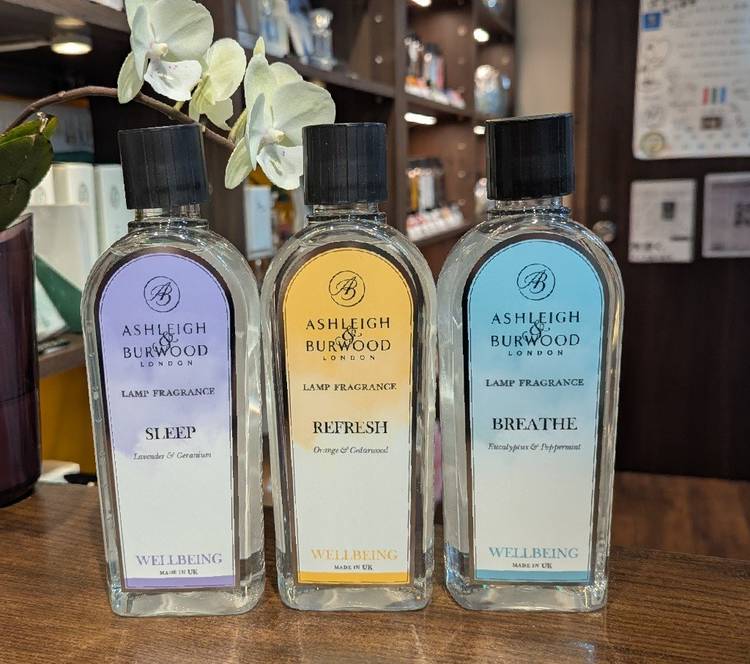 AB
ASHLEIGH
&
BURWOOD
LONDON
LAMP FRAGRANCE
SLEEP
Lavender & Geranium
WELLBEING
MADE IN UK
AB
ASHLEIGH
&
BURWOOD
LONDON
LAMP FRAGRANCE
REFRESH
Orange & Cedarwood
WELLBEING
MADE IN UK
AB
ASHLEIGH
&
BURWOOD
LONDON
LAMP FRAGRANCE
BREATHE
Eucalyptus & Peppermint
WELLBEING
MADE IN UK